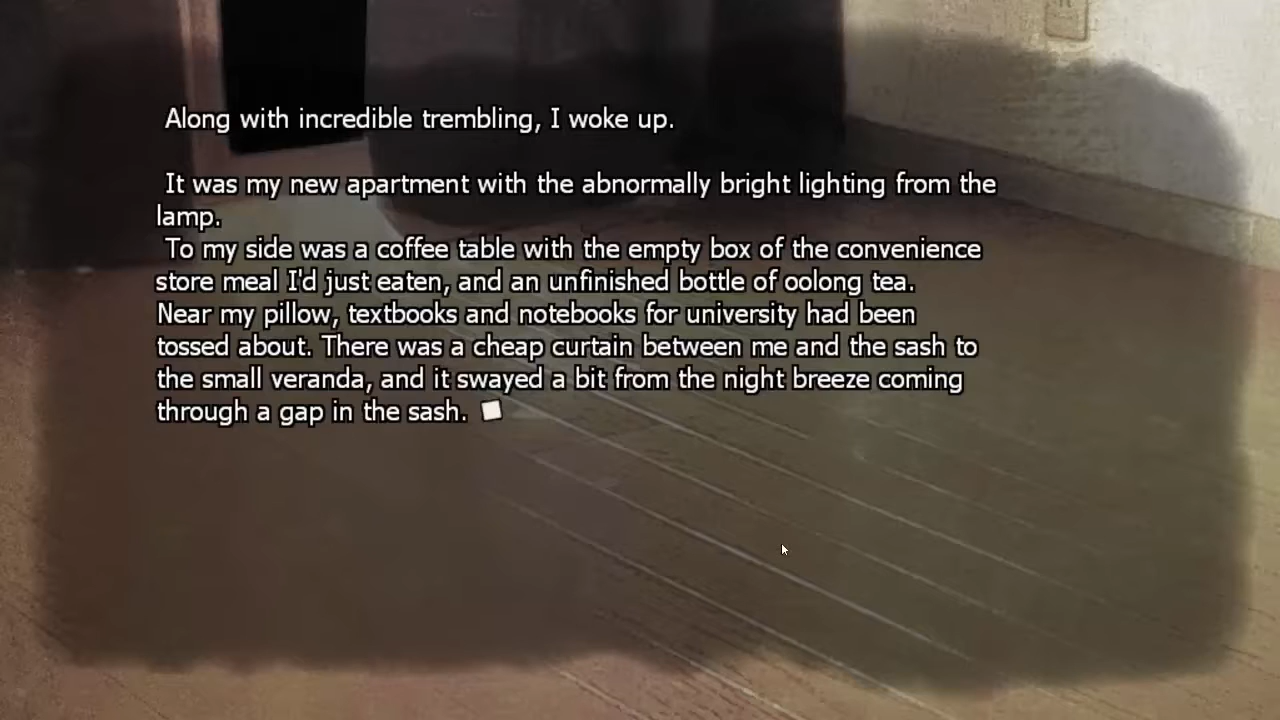 Along with incredible trembling, I woke up.
It was my new apartment with the abnormally bright lighting from the
lamp.
To my side was a coffee table with the empty box of the convenience
store meal I'd just eaten, and an unfinished bottle of oolong tea.
Near my pillow, textbooks and notebooks for university had been
tossed about. There was a cheap curtain between me and the sash to
the small veranda, and it swayed a bit from the night breeze coming
through a gap in the sash.